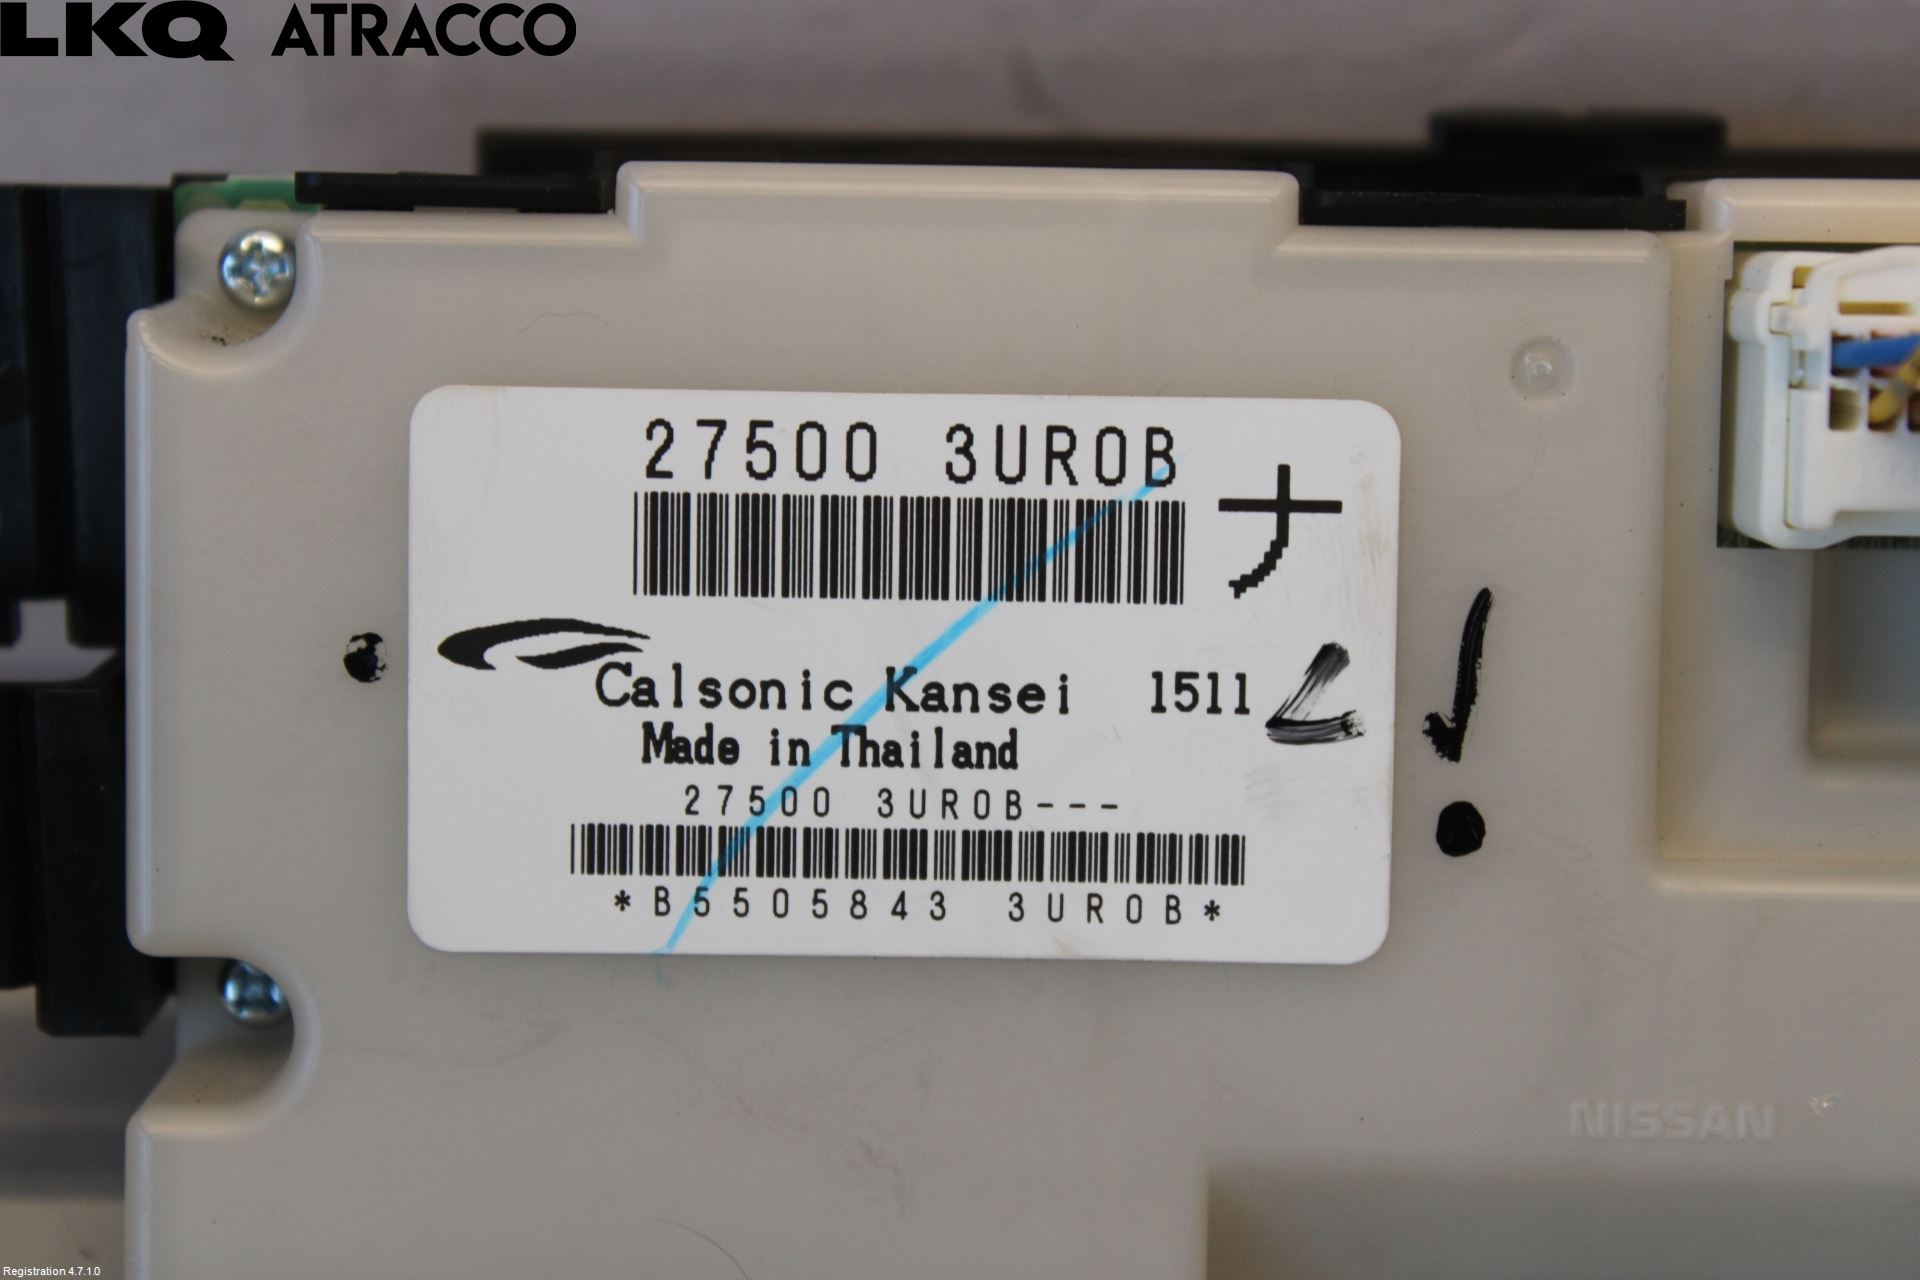 LKQ ATRACCO
27500 3UR0B
ナ
Calsonic Kansei 1511
Made in Thailand
27500 3UR0B---
*B5505843 3UR0B*
NISSAN
Registration 4.7.1.0